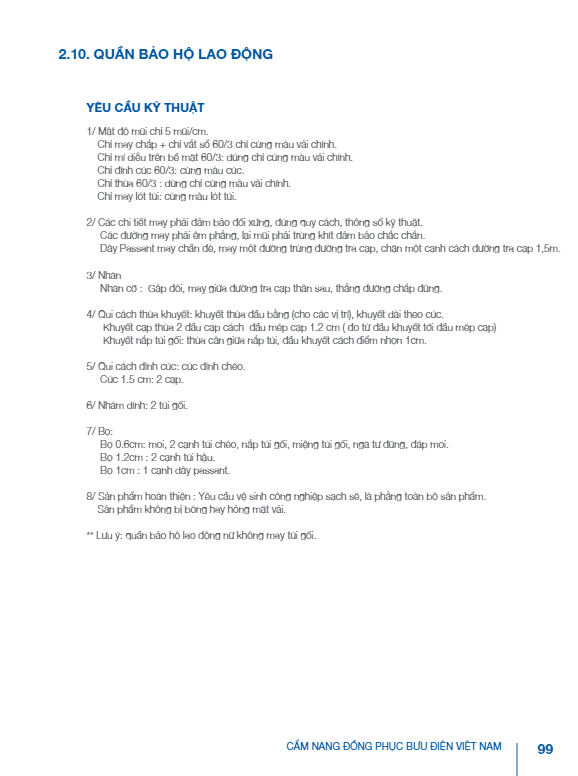 2.10. QUẦN BẢO HỘ LAO ĐỘNG
YÊU CẦU KỸ THUẬT
1/ Mật độ mũi chỉ 5 mũi/cm.
Chỉ may chắp + chỉ vắt sổ 60/3 chỉ cùng màu vải chính.
Chỉ mí diễu trên bề mặt 60/3: dùng chỉ cùng màu vải chính.
Chỉ đính cúc 60/3: cùng màu cúc.
Chỉ thùa 60/3 : dùng chỉ cùng màu vải chính.
Chỉ may lót túi: cùng màu lót túi.
2/ Các chi tiết may phải đảm bảo đối xứng, đúng quy cách, thông số kỹ thuật.
Các đường may phải êm phẳng, lại mũi phải trùng khít đảm bảo chắc chắn.
Dây Passant may chần đè, may một đường trùng đường tra cạp, chặn một cạnh cách đường tra cạp 1,5m.
3/ Nhãn
Nhãn cỡ : Gập đôi, may giữa đường tra cạp thân sau, thẳng đường chắp đũng.
4/ Qui cách thùa khuyết: khuyết thùa đầu bằng (cho các vị trí), khuyết dài theo cúc.
Khuyết cạp thùa 2 đầu cạp cách đầu mép cạp 1.2 cm ( đo từ đầu khuyết tới đầu mép cạp)
Khuyết nắp túi gối: thùa cân giữa nắp túi, đầu khuyết cách điểm nhọn 1cm.
5/ Qui cách đính cúc: cúc đính chéo.
Cúc 1.5 cm: 2 cạp.
6/ Nhám dính: 2 túi gối.
7/ Bọ:
Bọ 0.6cm: moi, 2 cạnh túi chéo, nắp túi gối, miệng túi gối, ngã tư đũng, đáp moi.
Bọ 1.2cm : 2 cạnh túi hậu.
Bọ 1cm : 1 cạnh dây passant.
8/ Sản phẩm hoàn thiện : Yêu cầu vệ sinh công nghiệp sạch sẽ, là phẳng toàn bộ sản phẩm.
Sản phẩm không bị bóng hay hỏng mặt vải.
** Lưu ý: quần bảo hộ lao động nữ không may túi gối.
CẨM NANG ĐỒNG PHỤC BƯU ĐIỆN VIỆT NAM
99